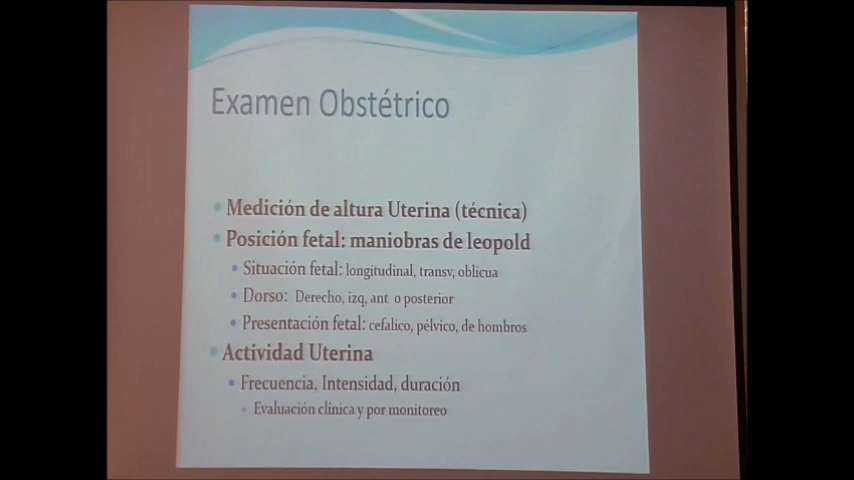 Examen Obstétrico
Medición de altura Uterina (técnica)
Posición fetal: maniobras de leopold
Situación fetal: longitudinal, transv, oblicua
Dorso: Derecho, izq, ant o posterior
Presentación fetal: cefalico, pélvico, de hombros
Actividad Uterina
Frecuencia, Intensidad, duración
Evaluación clínica y por monitoreo